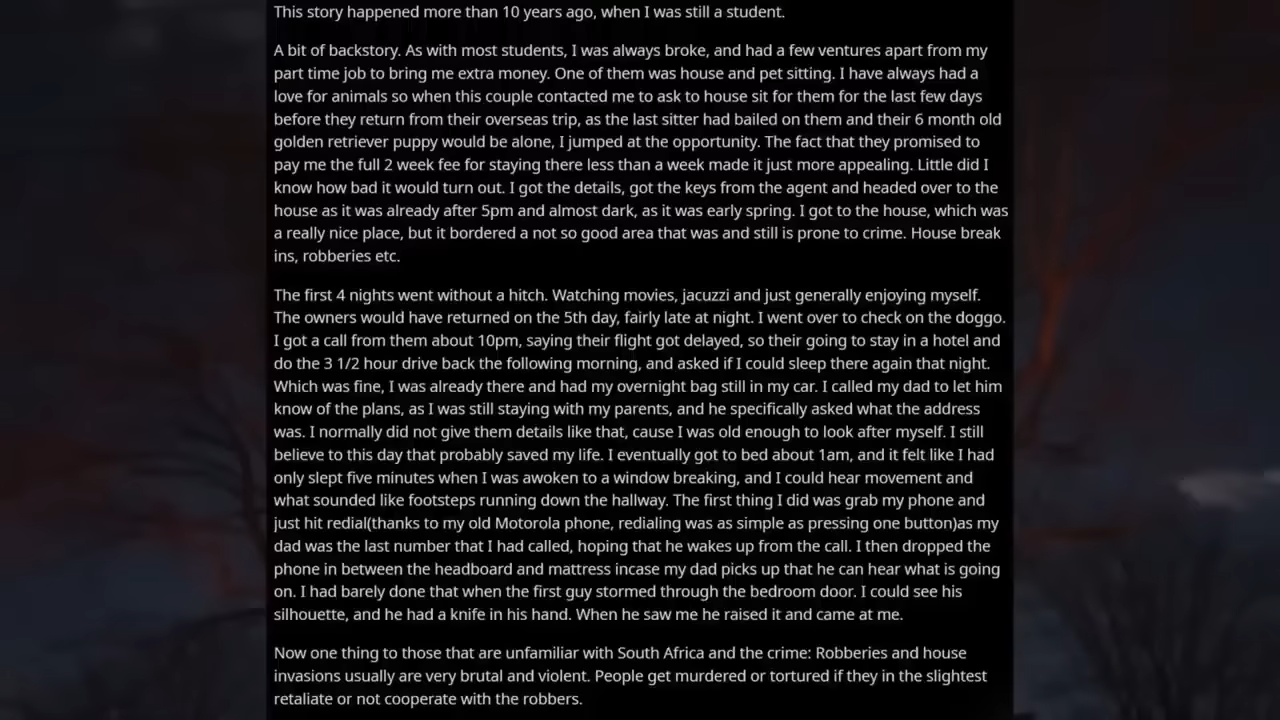 This story happened more than 10 years ago, when I was still a student.
A bit of backstory. As with most students, I was always broke, and had a few ventures apart from my
part time job to bring me extra money. One of them was house and pet sitting. I have always had a
love for animals so when this couple contacted me to ask to house sit for them for the last few days
before they return from their overseas trip, as the last sitter had bailed on them and their 6 month old
golden retriever puppy would be alone, I jumped at the opportunity. The fact that they promised to
pay me the full 2 week fee for staying there less than a week made it just more appealing. Little did I
know how bad it would turn out. I got the details, got the keys from the agent and headed over to the
house as it was already after 5pm and almost dark, as it was early spring. I got to the house, which was
a really nice place, but it bordered a not so good area that was and still is prone to crime. House break
ins, robberies etc.
The first 4 nights went without a hitch. Watching movies, jacuzzi and just generally enjoying myself.
The owners would have returned on the 5th day, fairly late at night. I went over to check on the doggo.
I got a call from them about 10pm, saying their flight got delayed, so their going to stay in a hotel and
do the 3 1/2 hour drive back the following morning, and asked if I could sleep there again that night.
Which was fine, I was already there and had my overnight bag still in my car. I called my dad to let him
know of the plans, as I was still staying with my parents, and he specifically asked what the address
was. I normally did not give them details like that, cause I was old enough to look after myself. I still
believe to this day that probably saved my life. I eventually got to bed about 1am, and it felt like I had
only slept five minutes when I was awoken to a window breaking, and I could hear movement and
what sounded like footsteps running down the hallway. The first thing I did was grab my phone and
just hit redial(thanks to my old Motorola phone, redialing was as simple as pressing one button)as my
dad was the last number that I had called, hoping that he wakes up from the call. I then dropped the
phone in between the headboard and mattress incase my dad picks up that he can hear what is going
on. I had barely done that when the first guy stormed through the bedroom door. I could see his
silhouette, and he had a knife in his hand. When he saw me he raised it and came at me.
Now one thing to those that are unfamiliar with South Africa and the crime: Robberies and house
invasions usually are very brutal and violent. People get murdered or tortured if they in the slightest
retaliate or not cooperate with the robbers.